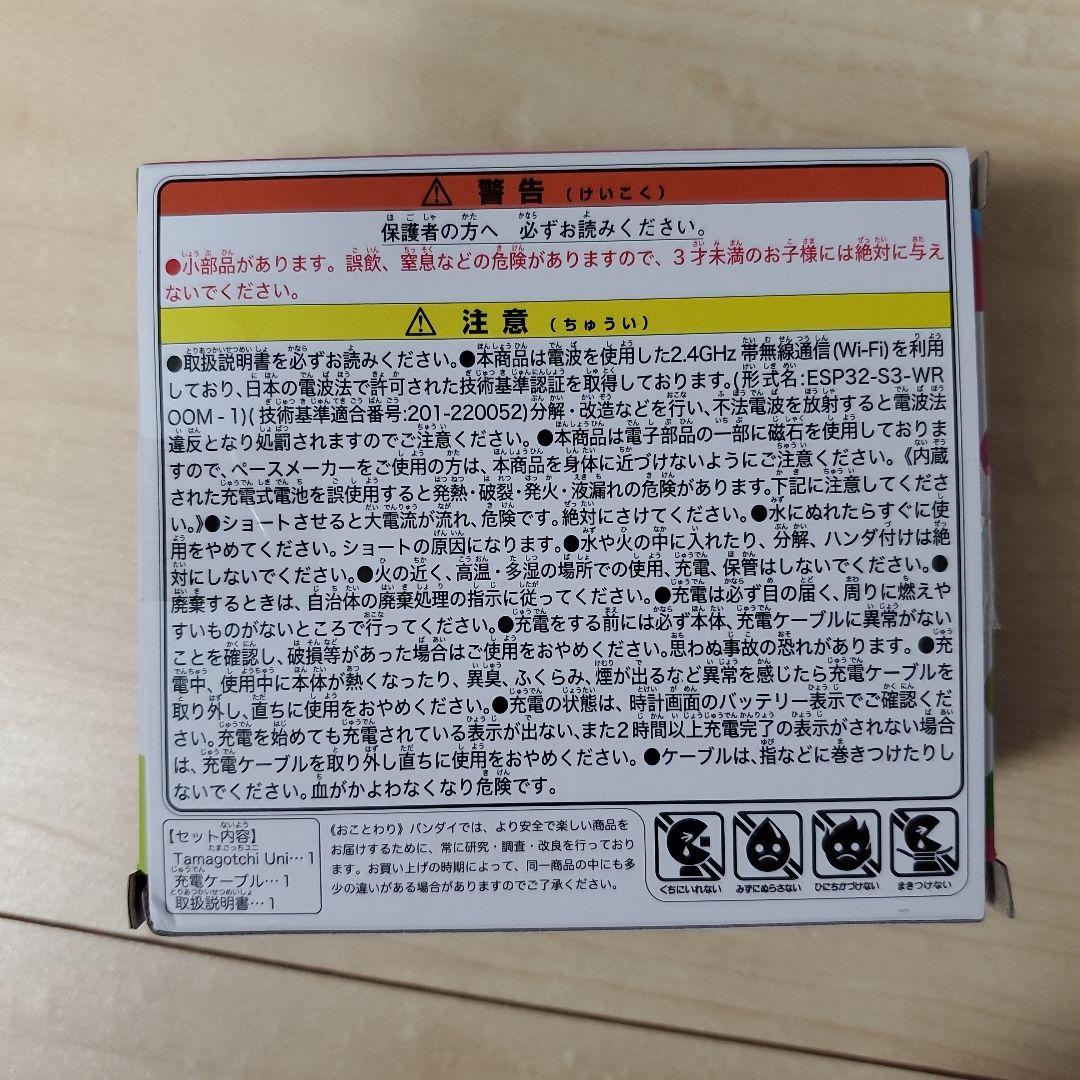 ⚠ 警告 (けいこく)
保護者の方へ 必ずお読みください。
●小部品があります。誤飲、窒息などの危険がありますので、3才未満のお子様には絶対に与え
ないでください。
⚠ 注意 (ちゅうい)
●取扱説明書を必ずお読みください。●本商品は電波を使用した2.4GHz帯無線通信(Wi-Fi)を利用
しており、日本の電波法で許可された技術基準認証を取得しております。(形式名:ESP32-S3-WR
OOM-1)(技術基準適合番号:201-220052)分解・改造などを行い、不法電波を放射すると電波法
違反となり処罰されますのでご注意ください。●本商品は電子部品の一部に磁石を使用しておりま
すので、ペースメーカーをご使用の方は、本商品を身体に近づけないようにご注意ください。《内蔵
された充電式電池を誤使用すると発熱・破裂・発火・液漏れの危険があります。下記に注意してくださ
い。》●ショートさせると大電流が流れ、危険です。絶対にさけてください。●水にぬれたらすぐに使
用をやめてください。ショートの原因になります。●水や火の中に入れたり、分解、ハンダ付けは絶
対にしないでください。●火の近く、高温・多湿の場所での使用、充電、保管はしないでください。●
廃棄するときは、自治体の廃棄処理の指示に従ってください。●充電は必ず目の届く、周りに燃えや
すいものがないところで行ってください。●充電をする前には必ず本体、充電ケーブルに異常がない
ことを確認し、破損等があった場合はご使用をおやめください。思わぬ事故の恐れがあります。●充
電中、使用中に本体が熱くなったり、異臭、ふくらみ、煙が出るなど異常を感じたら充電ケーブルを
取り外し、直ちに使用をおやめください。●充電の状態は、時計画面のバッテリー表示でご確認くだ
さい。充電を始めても充電されている表示が出ない、また2時間以上充電完了の表示がされない場合
は、充電ケーブルを取り外し直ちに使用をおやめください。●ケーブルは、指などに巻きつけたりし
ないでください。血がかよわなくなり危険です。
【セット内容】
Tamagotchi Uni…1
充電ケーブル…1
取扱説明書…1
《おことわり》バンダイでは、より安全で楽しい商品を
お届けするために、常に研究・調査・改良を行っており
ます。お買い上げの時期によって、同一商品の中にも多
少の違いがある場合がありますのでご了承ください。
くちにいれない
みずにぬらさない
ひにちかづけない
まきつけない